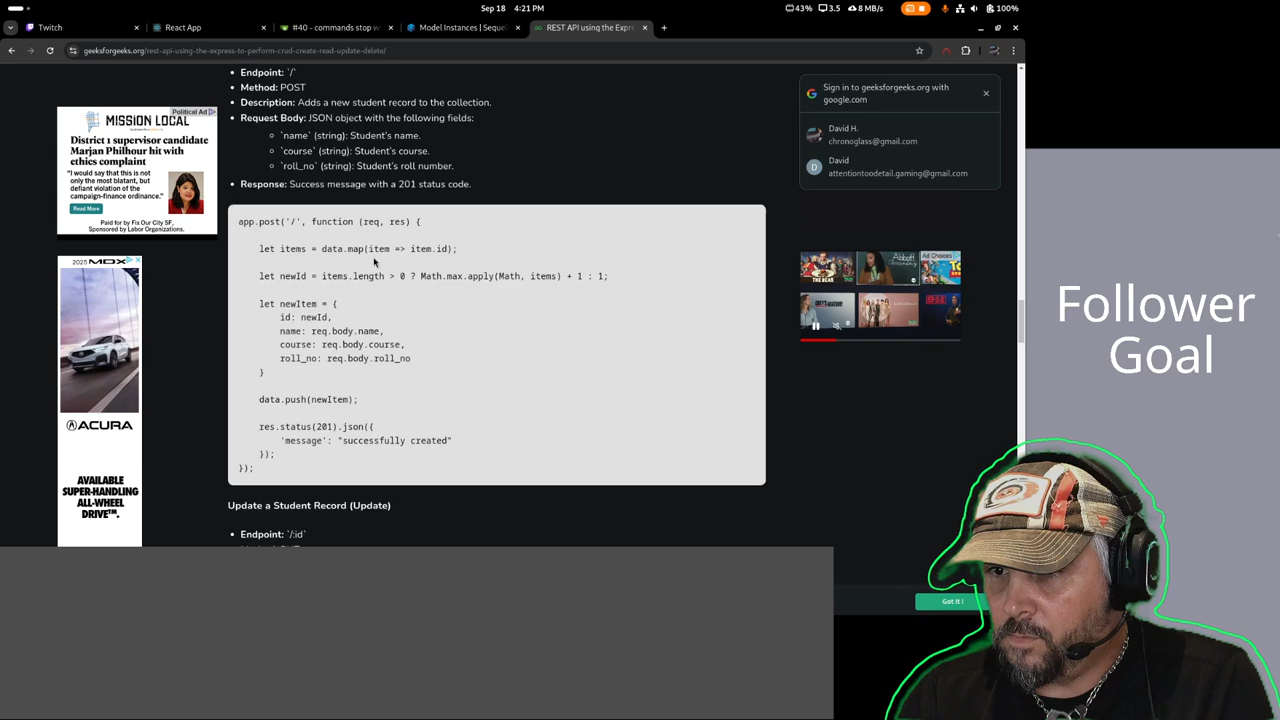 Sep 18 4:21 PM
43% 3.5 8 MB/s 100%
Twitch
React App
#40 - commands stop w
Model Instances | Seque
REST API using the Expre
geeksforgeeks.org/rest-api-using-the-express-to-perform-crud-create-read-update-delete/
Endpoint: `/`
Method: POST
Description: Adds a new student record to the collection.
Request Body: JSON object with the following fields:
`name` (string): Student's name.
`course` (string): Student's course.
`roll_no` (string): Student's roll number.
Response: Success message with a 201 status code.
app.post('/', function (req, res) {
let items = data.map(item => item.id);
let newId = items.length > 0 ? Math.max.apply(Math, items) + 1 : 1;
let newItem = {
id: newId,
name: req.body.name,
course: req.body.course,
roll_no: req.body.roll_no
}
data.push(newItem);
res.status(201).json({
'message': "successfully created"
});
});
Update a Student Record (Update)
Endpoint: `/:id`
Political Ad
MISSION LOCAL
District 1 supervisor candidate
Marjan Philhour hit with
ethics complaint
"I would say that this is not
only the most blatant, but
defiant violation of the
campaign-finance ordinance."
Read More
Paid for by Fix Our City SF,
Sponsored by Labor Organizations.
2025 MDX
ACURA
AVAILABLE
SUPER-HANDLING
ALL-WHEEL
DRIVE™.
Sign in to geeksforgeeks.org with
google.com
David H.
chronoglass@gmail.com
D
David
attentiontodetail.gaming@gmail.com
Ad Choices
Got It !
Follower
Goal